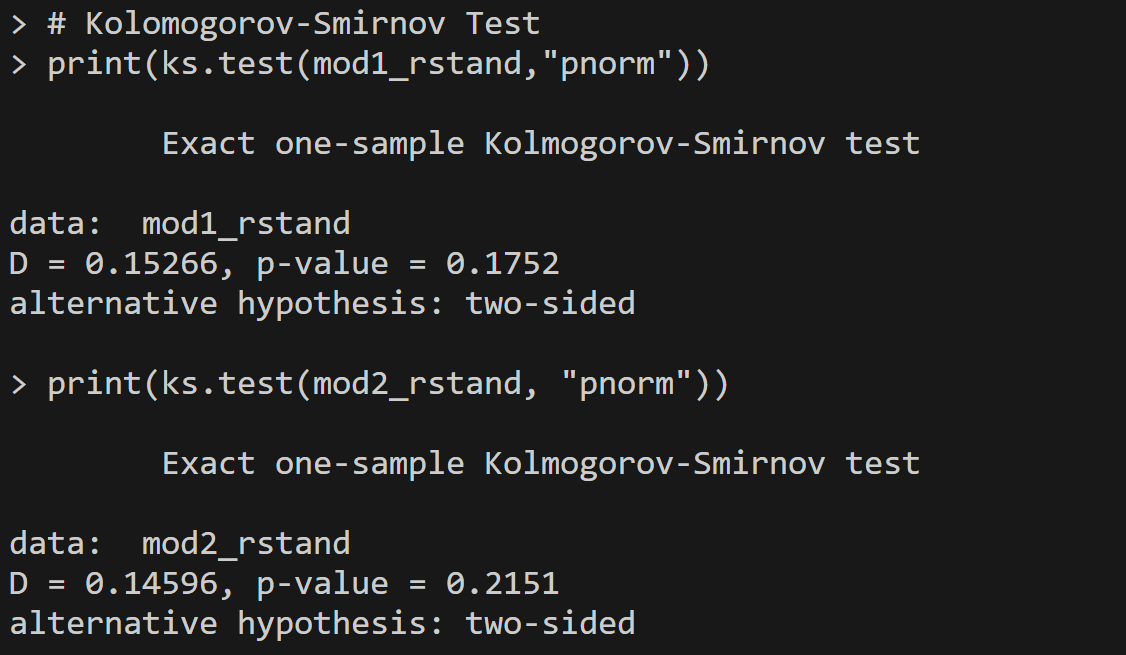 > # Kolomogorov-Smirnov Test
> print(ks.test(mod1_rstand,"pnorm"))
Exact one-sample Kolmogorov-Smirnov test
data:  mod1_rstand
D = 0.15266, p-value = 0.1752
alternative hypothesis: two-sided
> print(ks.test(mod2_rstand, "pnorm"))
Exact one-sample Kolmogorov-Smirnov test
data:  mod2_rstand
D = 0.14596, p-value = 0.2151
alternative hypothesis: two-sided